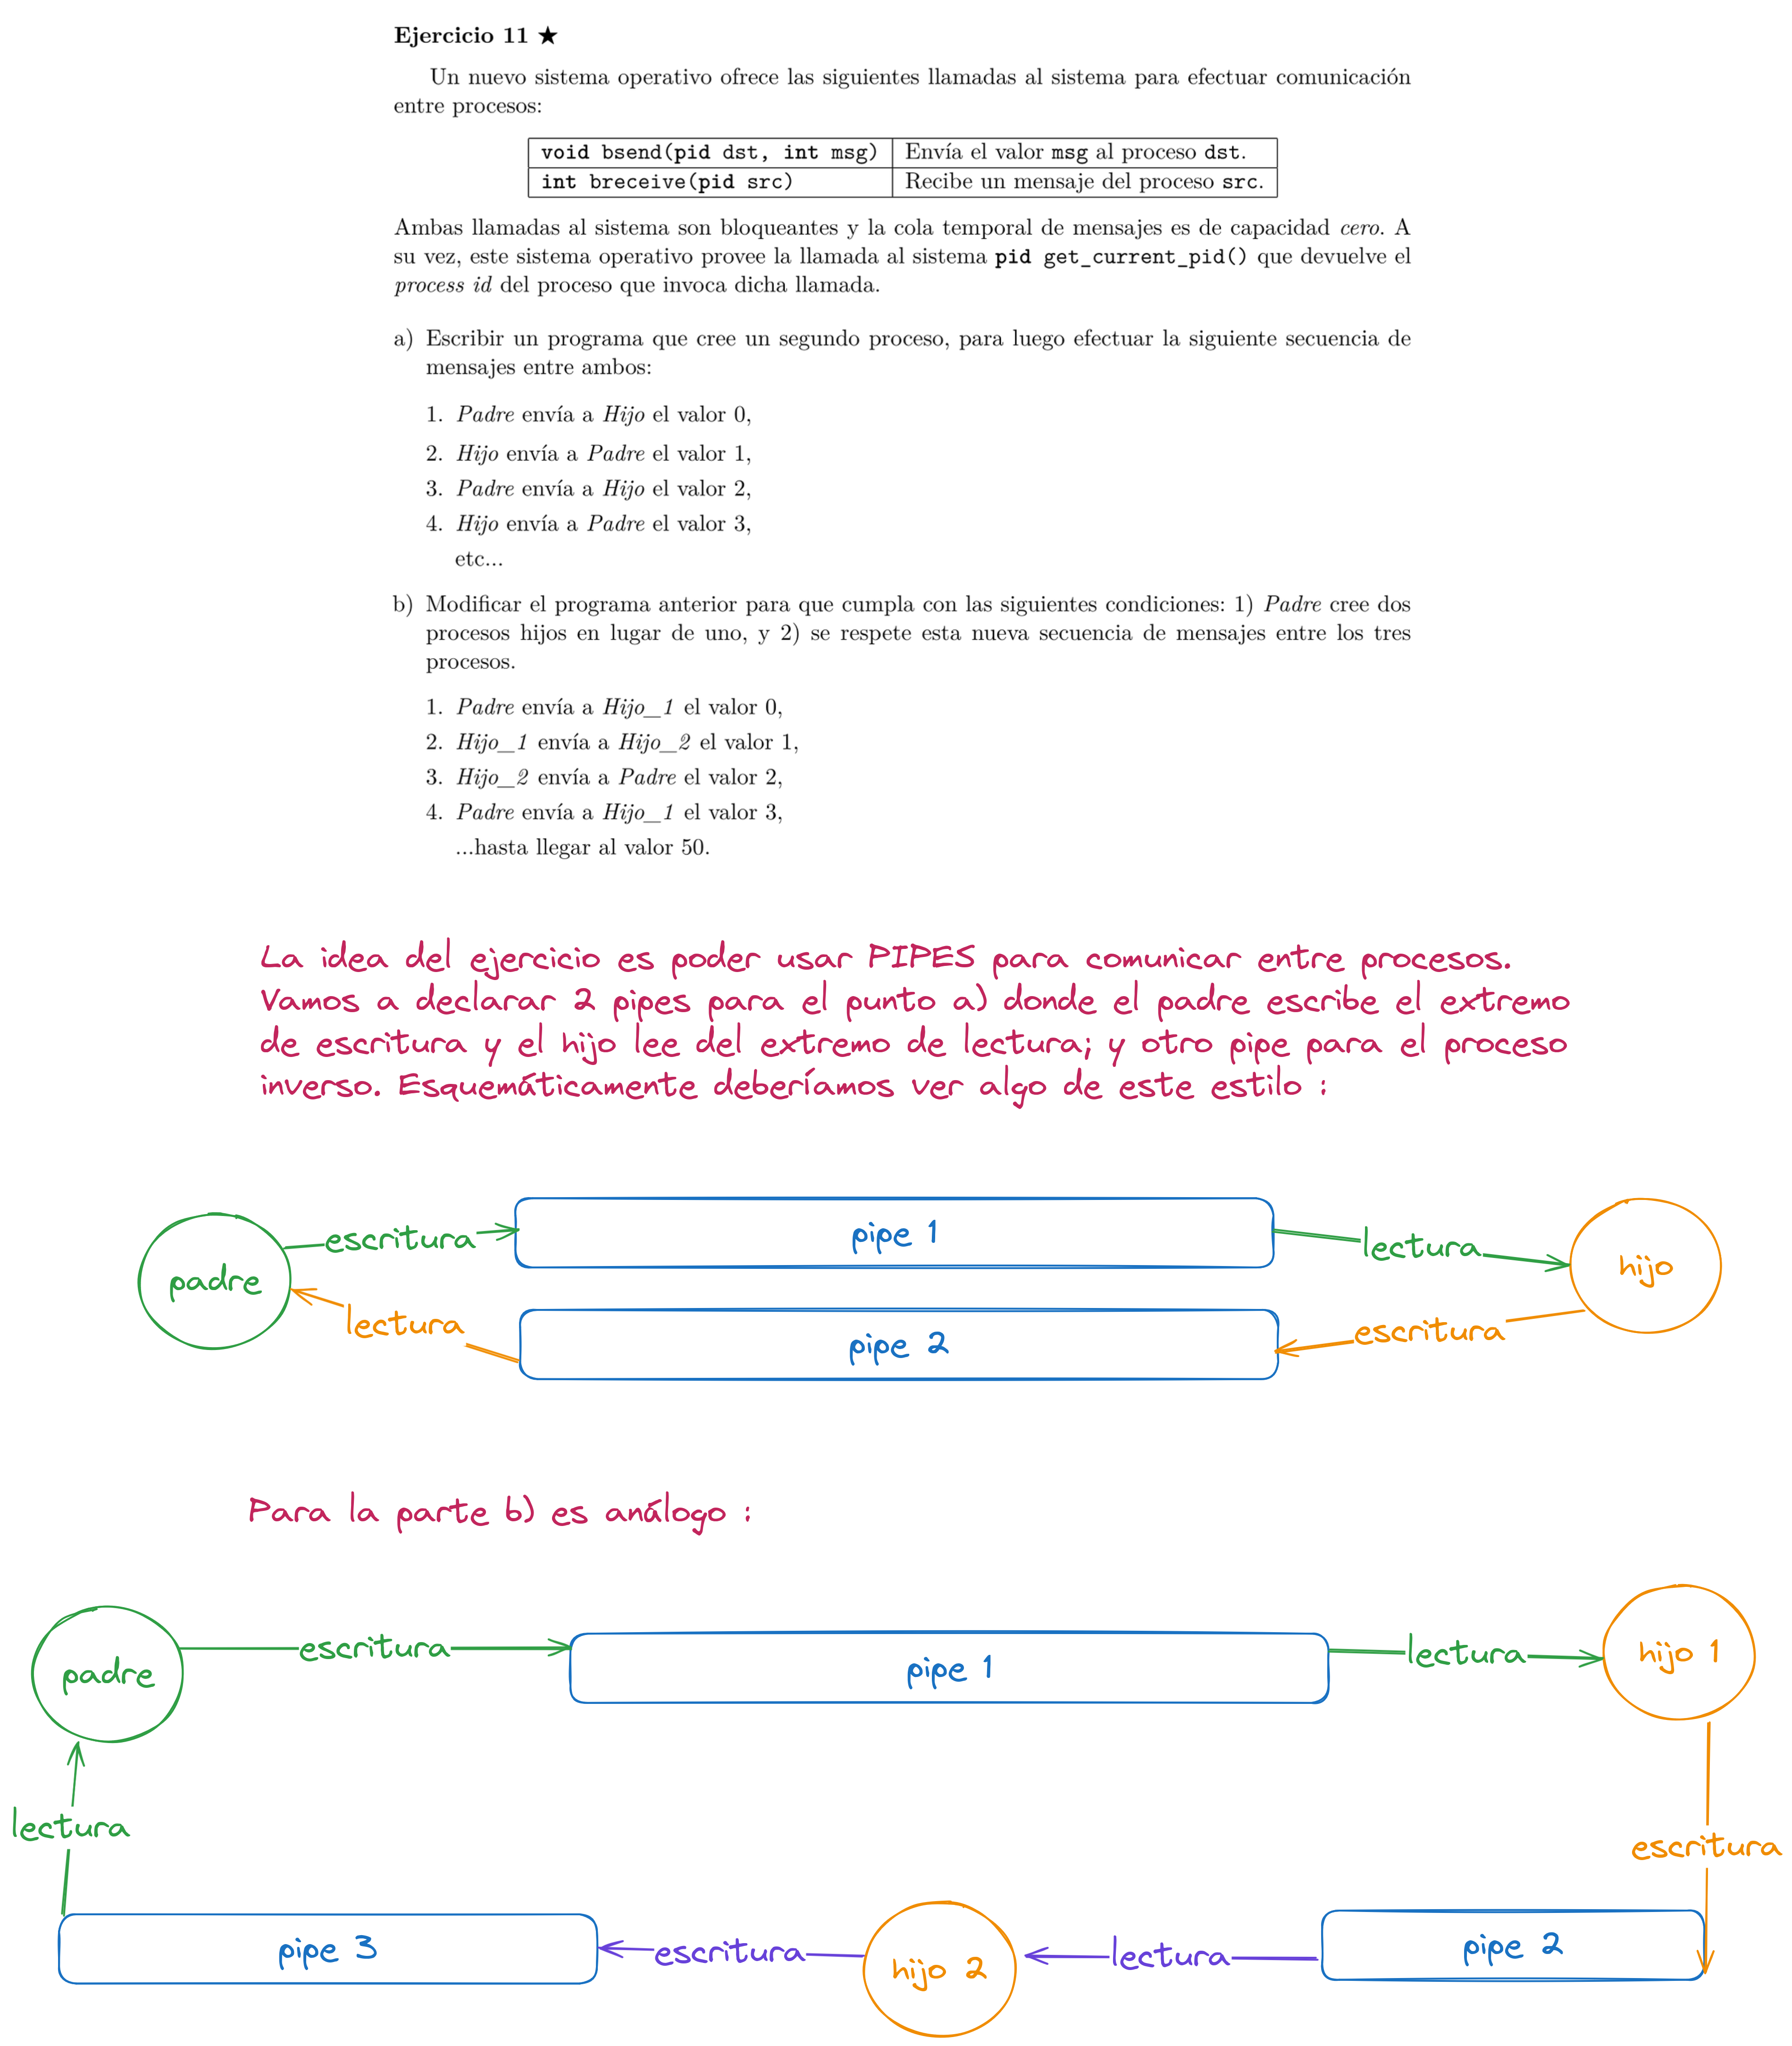 Ejercicio 11 ★
Un nuevo sistema operativo ofrece las siguientes llamadas al sistema para efectuar comunicación
entre procesos:
void bsend(pid dst, int msg) Envía el valor msg al proceso dst.
int breceive(pid src) Recibe un mensaje del proceso src.
Ambas llamadas al sistema son bloqueantes y la cola temporal de mensajes es de capacidad cero. A
su vez, este sistema operativo provee la llamada al sistema pid get_current_pid() que devuelve el
process id del proceso que invoca dicha llamada.
a) Escribir un programa que cree un segundo proceso, para luego efectuar la siguiente secuencia de
mensajes entre ambos:
1. Padre envía a Hijo el valor 0,
2. Hijo envía a Padre el valor 1,
3. Padre envía a Hijo el valor 2,
4. Hijo envía a Padre el valor 3,
etc...
b) Modificar el programa anterior para que cumpla con las siguientes condiciones: 1) Padre cree dos
procesos hijos en lugar de uno, y 2) se respete esta nueva secuencia de mensajes entre los tres
procesos.
1. Padre envía a Hijo_1 el valor 0,
2. Hijo_1 envía a Hijo_2 el valor 1,
3. Hijo_2 envía a Padre el valor 2,
4. Padre envía a Hijo_1 el valor 3,
...hasta llegar al valor 50.
La idea del ejercicio es poder usar PIPES para comunicar entre procesos.
Vamos a declarar 2 pipes para el punto a) donde el padre escribe el extremo
de escritura y el hijo lee del extremo de lectura; y otro pipe para el proceso
inverso. Esquemáticamente deberíamos ver algo de este estilo :
padre escritura pipe 1 lectura hijo
lectura pipe 2 escritura
Para la parte b) es análogo :
padre escritura pipe 1 lectura hijo 1
lectura escritura
pipe 3 escritura hijo 2 lectura pipe 2